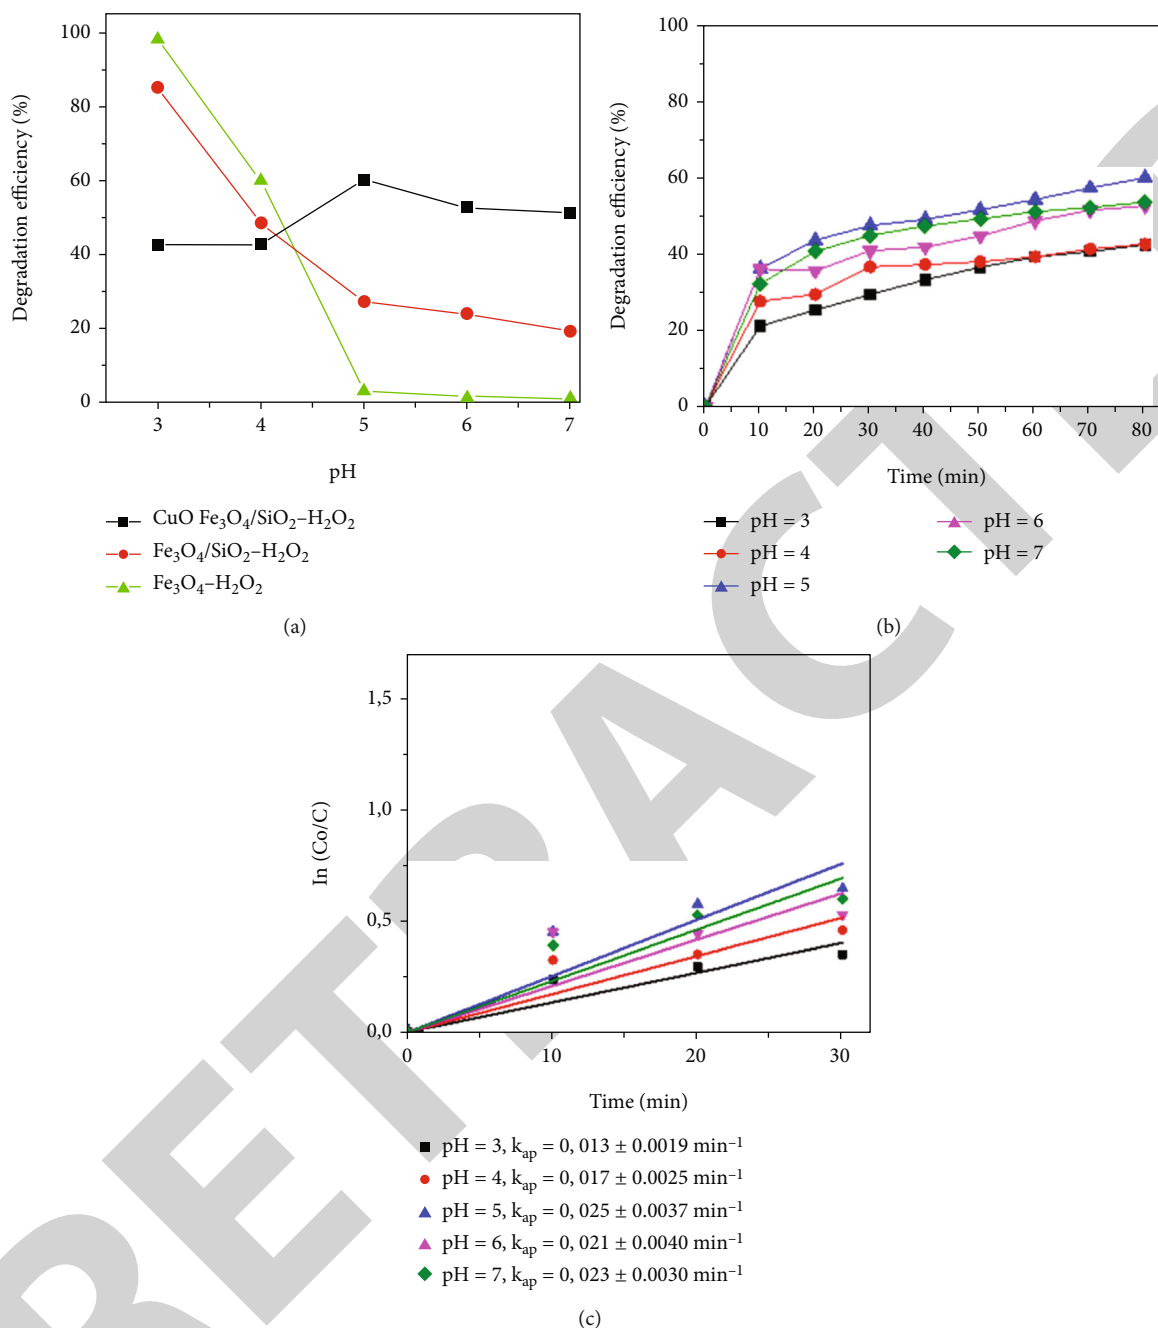 100
80
60
40
20
0
Degradation efficiency (%)
3 4 5 6 7
pH
CuO Fe₃O₄/SiO₂–H₂O₂
Fe₃O₄/SiO₂–H₂O₂
Fe₃O₄–H₂O₂
(a)
100
80
60
40
20
0
Degradation efficiency (%)
0 10 20 30 40 50 60 70 80
Time (min)
pH = 3
pH = 4
pH = 5
pH = 6
pH = 7
(b)
1,5
1,0
0,5
0,0
In (Co/C)
0 10 20 30
Time (min)
pH = 3, kₐₚ = 0, 013 ± 0.0019 min⁻¹
pH = 4, kₐₚ = 0, 017 ± 0.0025 min⁻¹
pH = 5, kₐₚ = 0, 025 ± 0.0037 min⁻¹
pH = 6, kₐₚ = 0, 021 ± 0.0040 min⁻¹
pH = 7, kₐₚ = 0, 023 ± 0.0030 min⁻¹
(c)